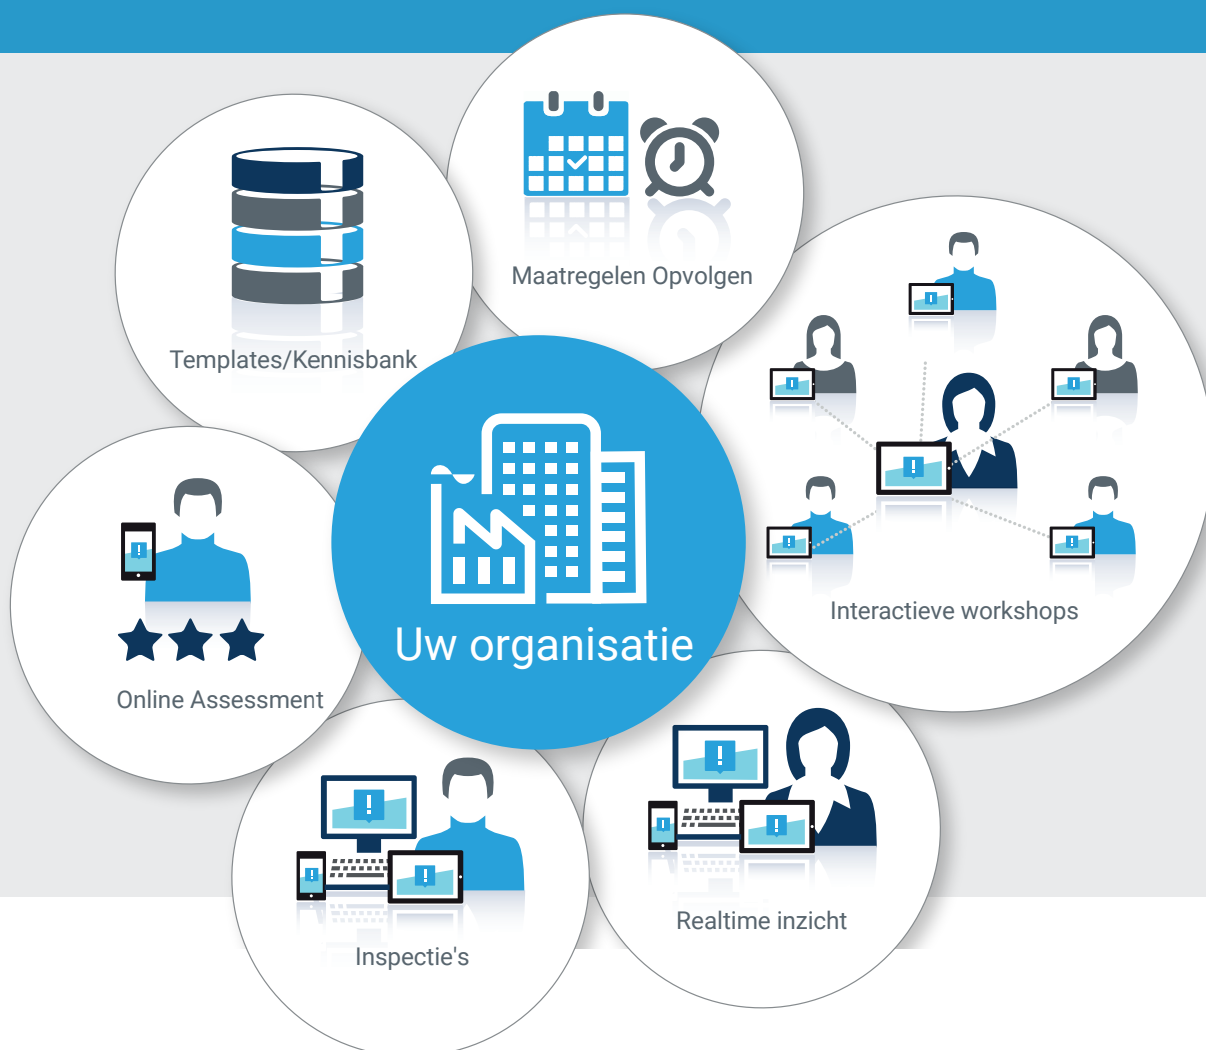 Maatregelen Opvolgen
Templates/Kennisbank
Interactieve workshops
Uw organisatie
Online Assessment
Realtime inzicht
Inspectie's